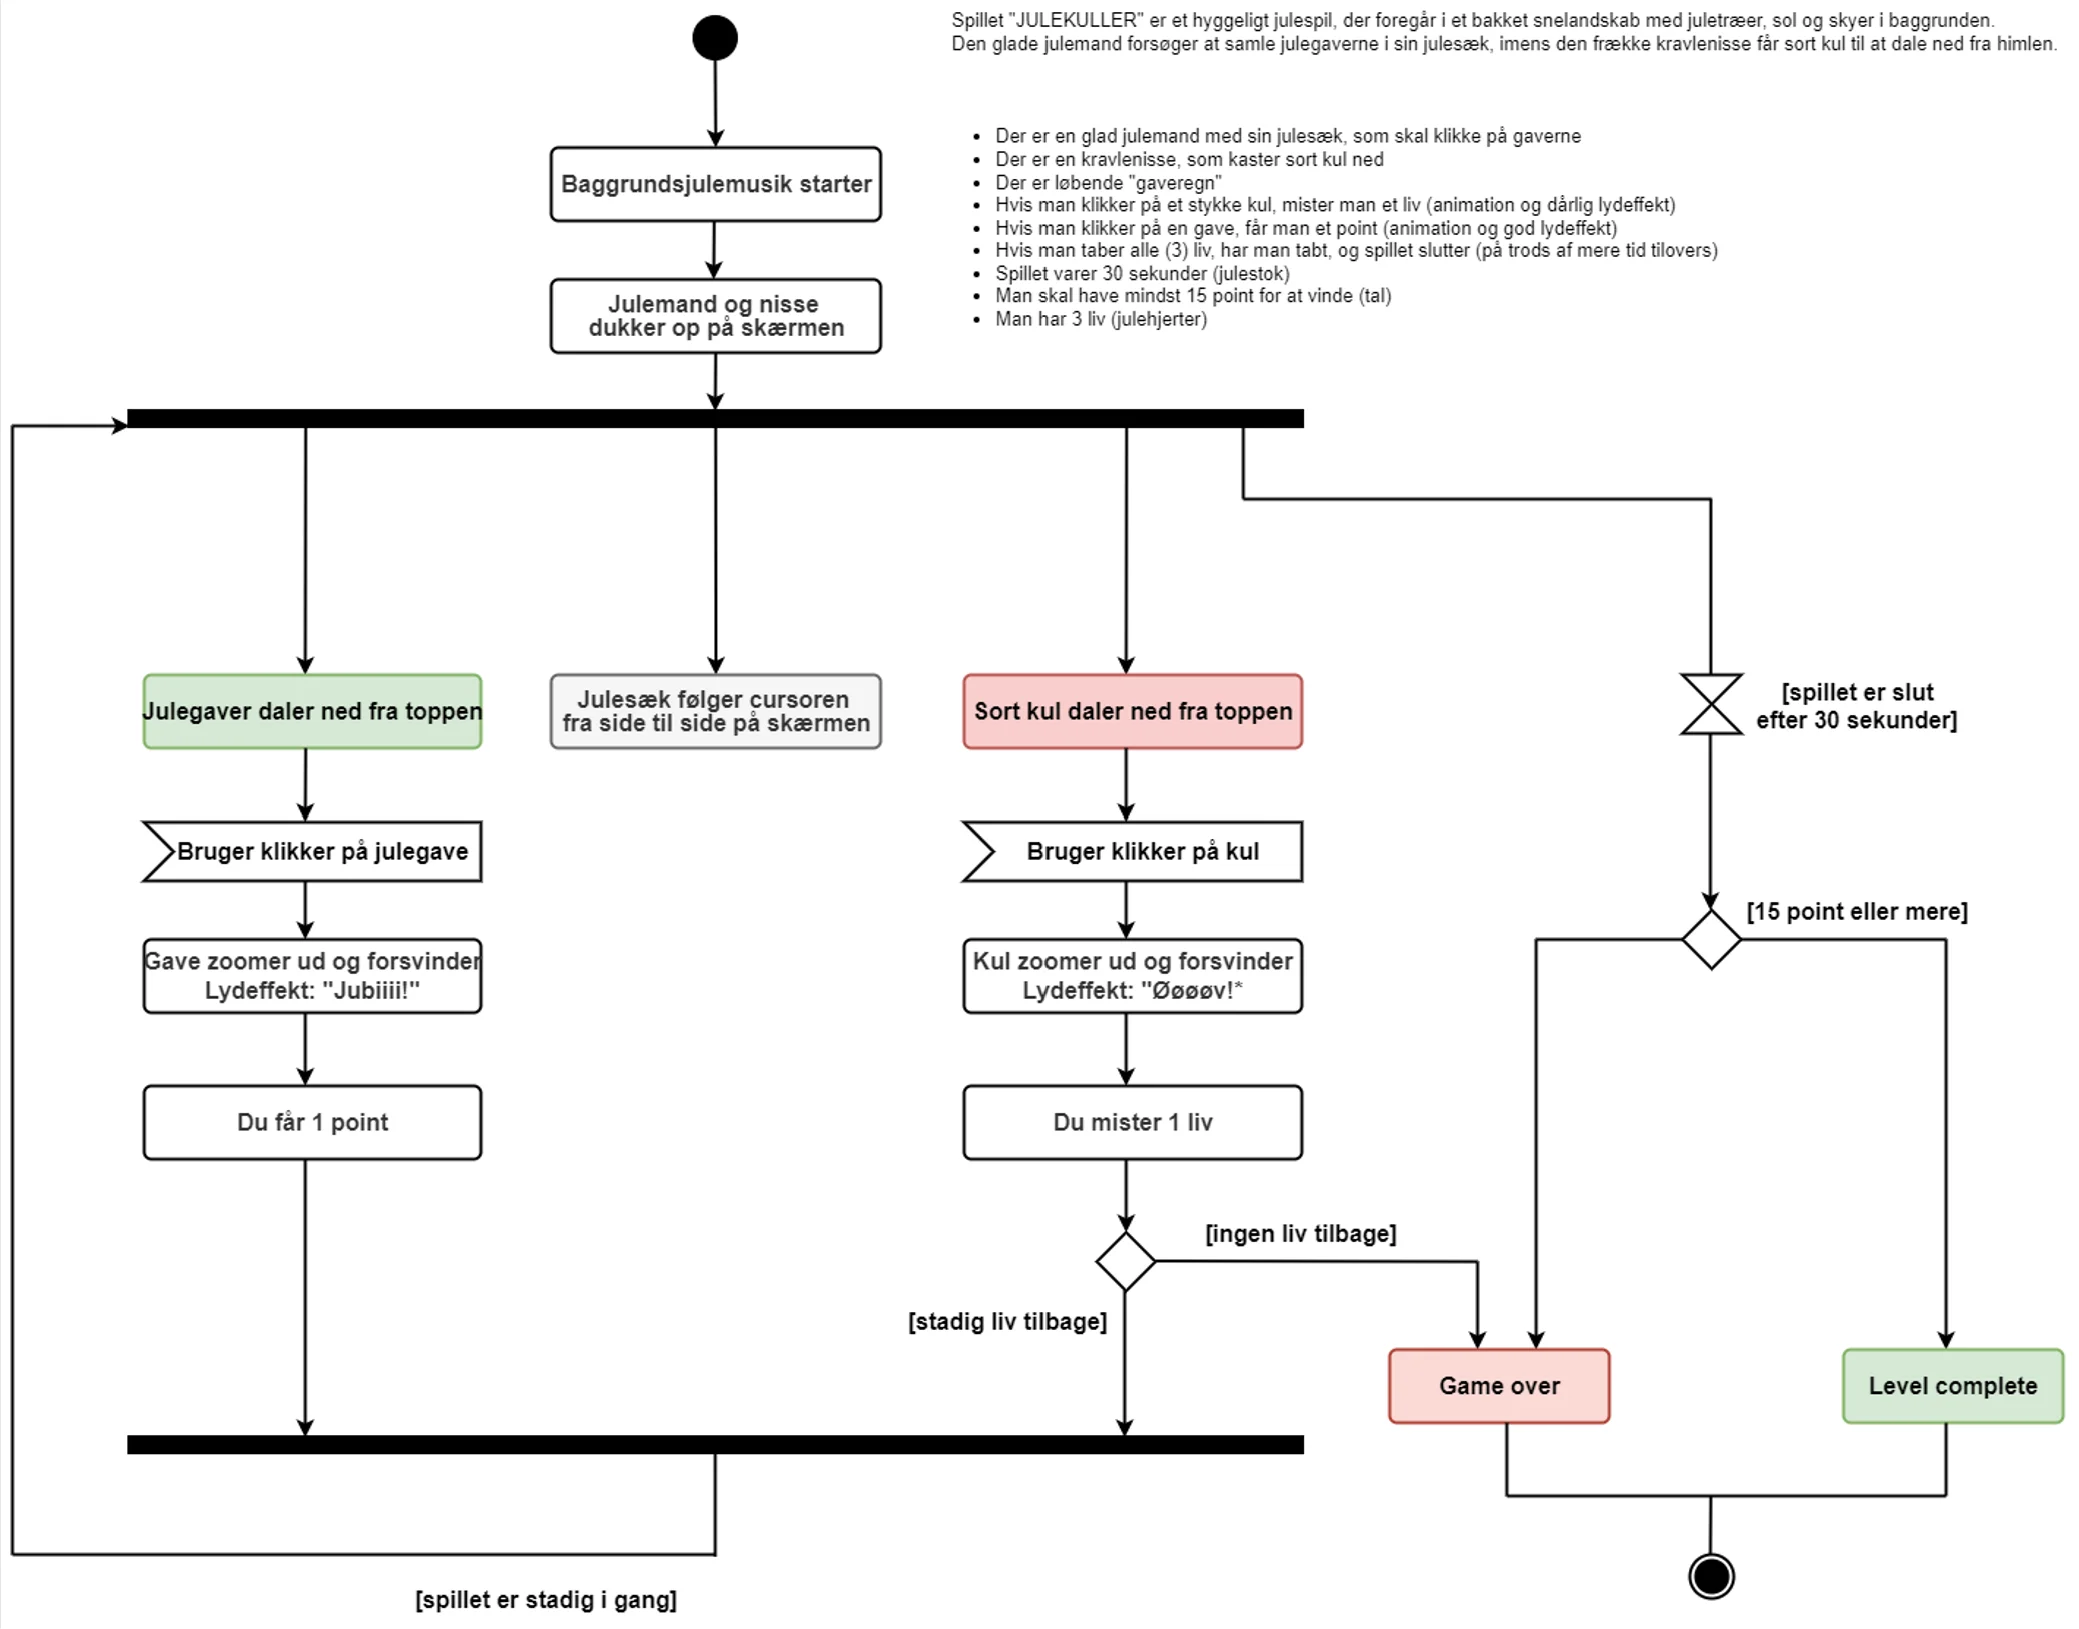 Spillet "JULEKULLER" er et hyggeligt julespil, der foregår i et bakket snelandskab med juletræer, sol og skyer i baggrunden.
Den glade julemand forsøger at samle julegaverne i sin julesæk, imens den frække kravlenisse får sort kul til at dale ned fra himlen.
Der er en glad julemand med sin julesæk, som skal klikke på gaverne
Der er en kravlenisse, som kaster sort kul ned
Der er løbende "gaveregn"
Hvis man klikker på et stykke kul, mister man et liv (animation og dårlig lydeffekt)
Hvis man klikker på en gave, får man et point (animation og god lydeffekt)
Hvis man taber alle (3) liv, har man tabt, og spillet slutter (på trods af mere tid tilovers)
Spillet varer 30 sekunder (julestok)
Man skal have mindst 15 point for at vinde (tal)
Man har 3 liv (julehjerter)
Baggrundsjulemusik starter
Julemand og nisse
dukker op på skærmen
Julegaver daler ned fra toppen
Julesæk følger cursoren
fra side til side på skærmen
Sort kul daler ned fra toppen
[spillet er slut
efter 30 sekunder]
Bruger klikker på julegave
Bruger klikker på kul
[15 point eller mere]
Gave zoomer ud og forsvinder
Lydeffekt: "Jubiiii!"
Kul zoomer ud og forsvinder
Lydeffekt: "Øøøøv!*
Du får 1 point
Du mister 1 liv
[ingen liv tilbage]
[stadig liv tilbage]
Game over
Level complete
[spillet er stadig i gang]